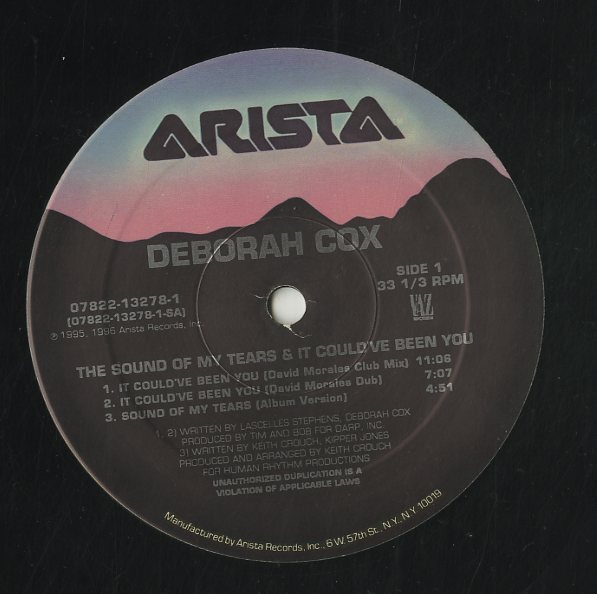 ARISTA
DEBORAH COX
SIDE 1
33 1/3 RPM
07822-13278-1
(07822-13278-1-SA)
℗ 1995, 1996 Arista Records, Inc.
THE SOUND OF MY TEARS & IT COULD'VE BEEN YOU
1. IT COULD'VE BEEN YOU (David Morales Club Mix) 11:06
2. IT COULD'VE BEEN YOU (David Morales Dub) 7:07
3. SOUND OF MY TEARS (Album Version) 4:51
1, 2) WRITTEN BY LASCELLES STEPHENS, DEBORAH COX
PRODUCED BY TIM AND BOB FOR DARP, INC.
3) WRITTEN BY KEITH CROUCH, KIPPER JONES
PRODUCED AND ARRANGED BY KEITH CROUCH
FOR HUMAN RHYTHM PRODUCTIONS
UNAUTHORIZED DUPLICATION IS A
VIOLATION OF APPLICABLE LAWS
Manufactured by Arista Records, Inc., 6 W. 57th St., N.Y., N.Y. 10019